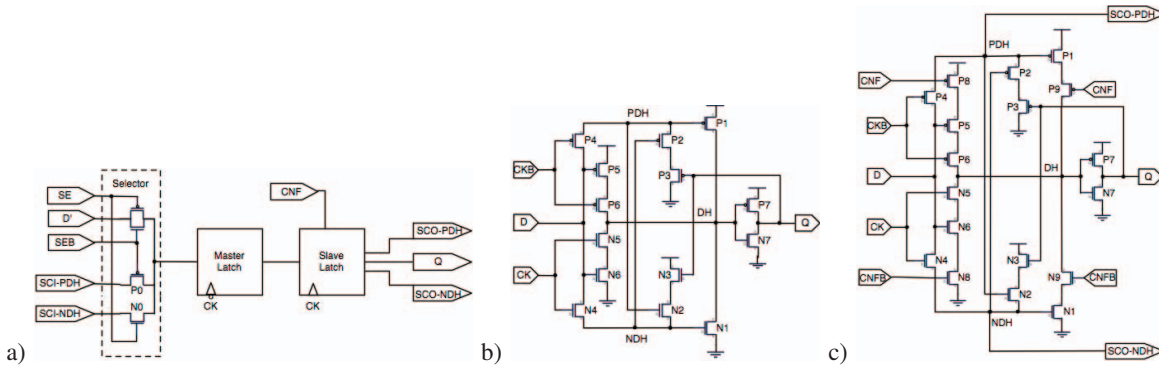 a)
SE
Selector
D'
SEB
SCI-PDH
P0
SCI-NDH
N0
Master
Latch
CK
CNF
Slave
Latch
CK
SCO-PDH
Q
SCO-NDH
b)
PDH
P1
P4
P2
CKB
P5
P3
P6
P7
D
DH
Q
N5
N7
CK
N6
N3
N4
N2
N1
NDH
c)
SCO-PDH
PDH
P1
CNF
P8
P2
P9
CNF
P4
P3
CKB
P5
P6
P7
D
DH
Q
N5
N7
CK
N6
N4
N3
CNFB
N8
N9
CNFB
N2
N1
NDH
SCO-NDH